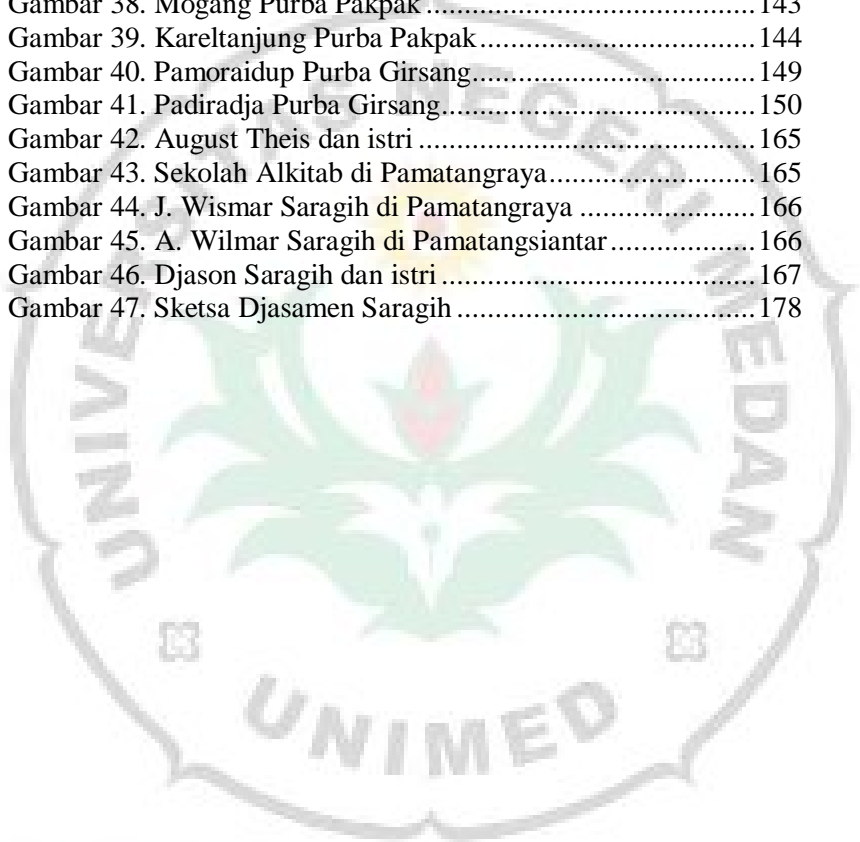 Gambar 38. Mogang Purba Pakpak ................................................ 143
Gambar 39. Kareltanjung Purba Pakpak ........................................ 144
Gambar 40. Pamoraidup Purba Girsang ......................................... 149
Gambar 41. Padiradja Purba Girsang .............................................. 150
Gambar 42. August Theis dan istri .................................................. 165
Gambar 43. Sekolah Alkitab di Pamatangraya ............................... 165
Gambar 44. J. Wismar Saragih di Pamatangraya ........................... 166
Gambar 45. A. Wilmar Saragih di Pamatangsiantar ....................... 166
Gambar 46. Djason Saragih dan istri .............................................. 167
Gambar 47. Sketsa Djasamen Saragih ............................................ 178
UNIVERSITAS NEGERI MEDAN
UNIMED